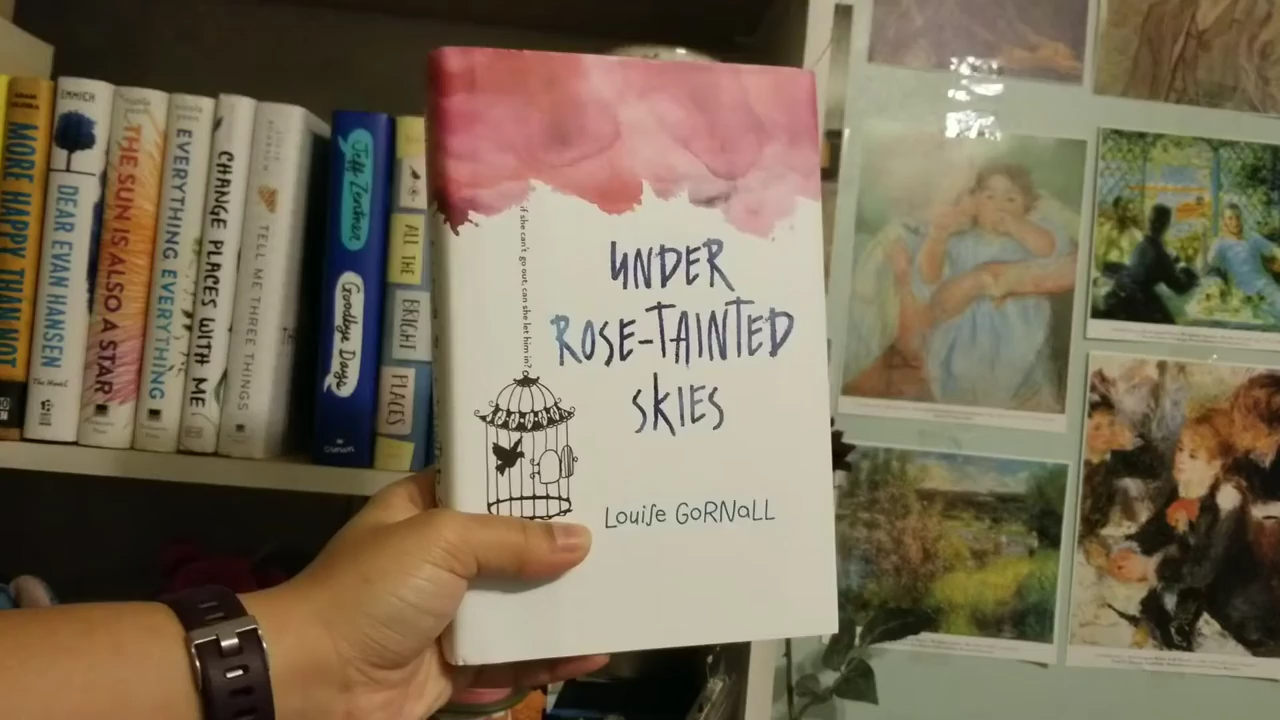 MORE HAPPY THAN NOT
EMMICH
DEAR EVAN HANSEN
The Novel
THE SUN IS ALSO A STAR
EVERYTHING EVERYTHING
CHANGE PLACES WITH ME
TELL ME THREE THINGS
Jeff Zentner
Goodbye Days
ALL THE
BRIGHT
PLACES
if she can't go out, can she let him in?
UNDER
ROSE-TAINTED
SKIES
Louise GORNALL